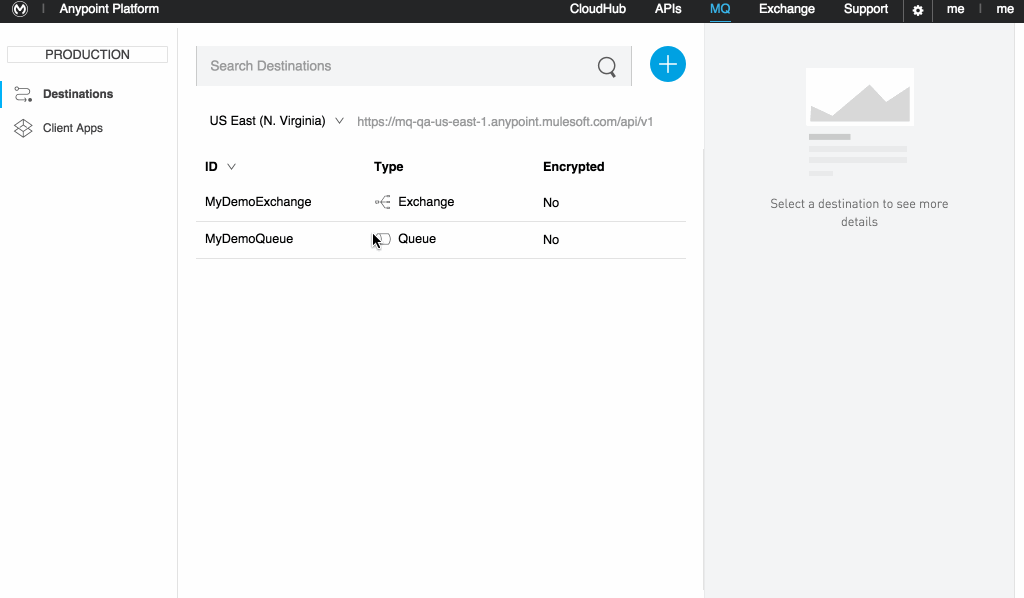 Anypoint Platform CloudHub APIs MQ Exchange Support me me
PRODUCTION
Destinations
Client Apps
Search Destinations
US East (N. Virginia) https://mq-qa-us-east-1.anypoint.mulesoft.com/api/v1
ID Type Encrypted
MyDemoExchange Exchange No
MyDemoQueue Queue No
Select a destination to see more
details